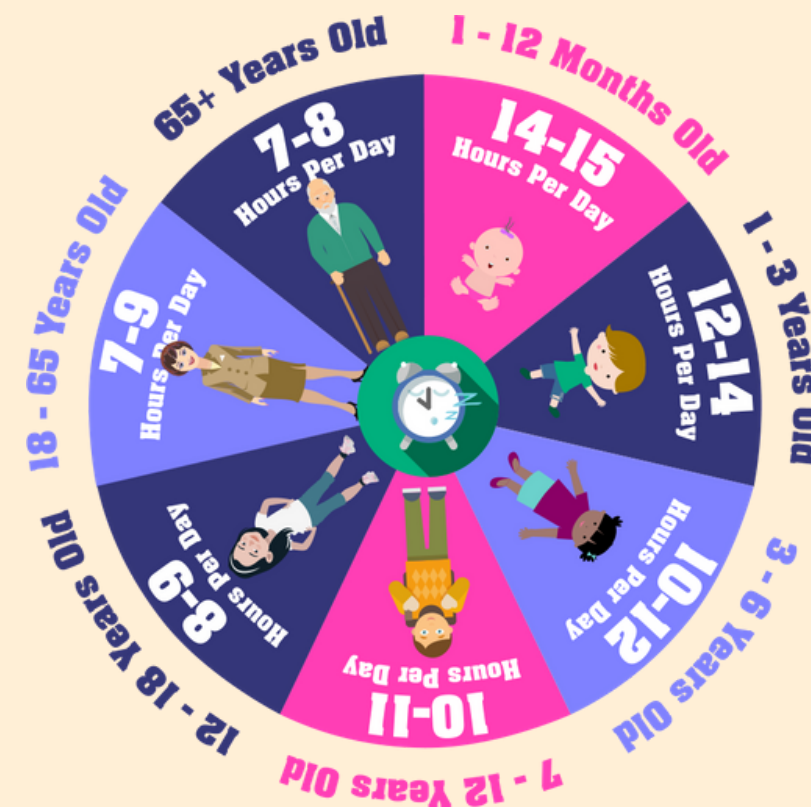 1 - 12 Months Old
14-15
Hours Per Day
1 - 3 Years Old
12-14
Hours Per Day
3 - 6 Years Old
10-12
Hours Per Day
7 - 12 Years Old
10-11
Hours Per Day
12 - 18 Years Old
8-9
Hours Per Day
18 - 65 Years Old
7-9
Hours Per Day
65+ Years Old
7-8
Hours Per Day
Z
Z
Z